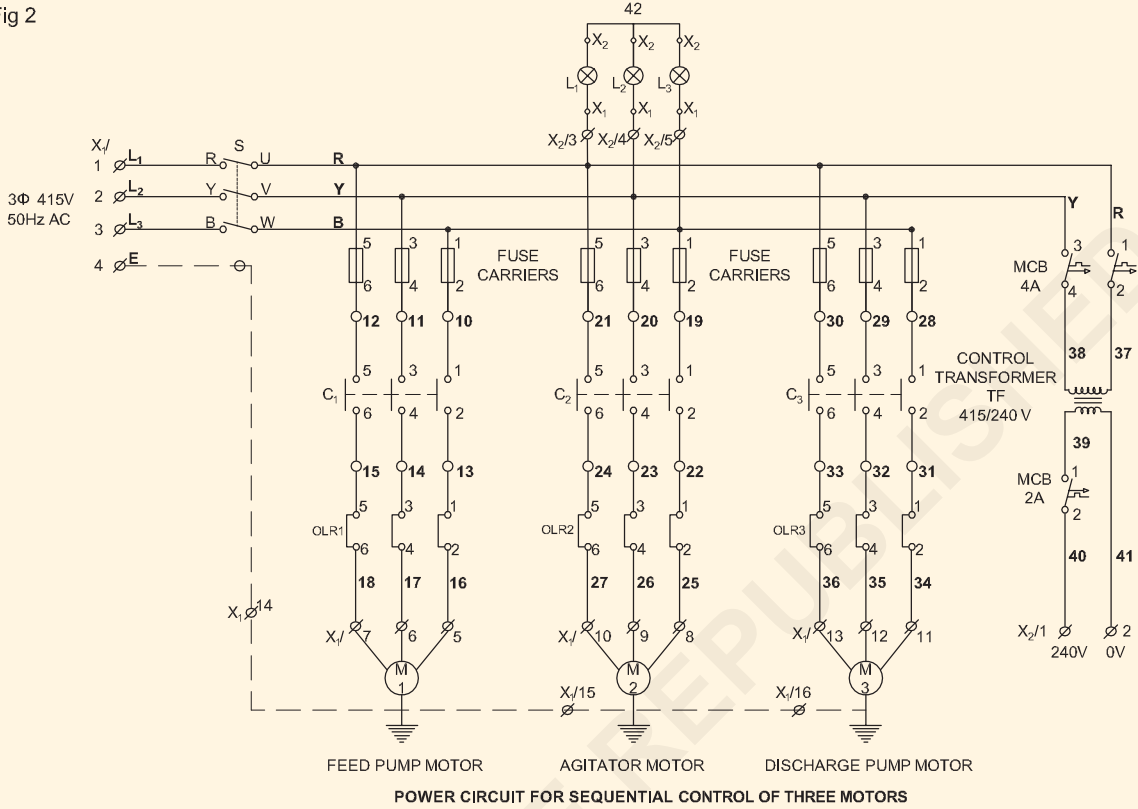 Fig 2
42
X₂ X₂ X₂
L₁ L₂ L₃
X₁ X₁ X₁
X₂/3 X₂/4 X₂/5
X₁/
S
1 L₁ R U R
2 L₂ Y V Y
3 L₃ B W B
4 E
3Φ 415V
50Hz AC
Y R
5 3 1 FUSE CARRIERS 5 3 1 FUSE CARRIERS 5 3 1
6 4 2 6 4 2 6 4 2
MCB 4A 3 1
4 2
12 11 10 21 20 19 30 29 28
38 37
CONTROL
TRANSFORMER
TF
415/240 V
5 3 1 5 3 1 5 3 1
C₁ C₂ C₃
6 4 2 6 4 2 6 4 2
39
15 14 13 24 23 22 33 32 31
MCB 2A 1
2
5 3 1 5 3 1 5 3 1
OLR1 OLR2 OLR3
6 4 2 6 4 2 6 4 2
40 41
18 17 16 27 26 25 36 35 34
X₁ 14
X₁/ 7 6 5 X₁/ 10 9 8 X₁/ 13 12 11
X₂/1 2
240V 0V
M M M
1 2 3
X₁/15 X₁/16
FEED PUMP MOTOR AGITATOR MOTOR DISCHARGE PUMP MOTOR
POWER CIRCUIT FOR SEQUENTIAL CONTROL OF THREE MOTORS